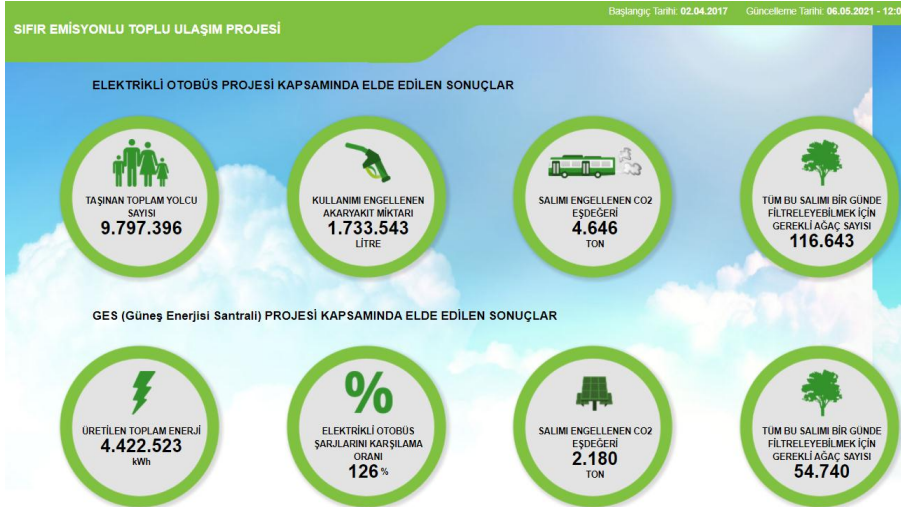 Başlangıç Tarihi: 02.04.2017 Güncelleme Tarihi: 06.05.2021 - 12:0
SIFIR EMİSYONLU TOPLU ULAŞIM PROJESİ
ELEKTRİKLİ OTOBÜS PROJESİ KAPSAMINDA ELDE EDİLEN SONUÇLAR
TAŞINAN TOPLAM YOLCU
SAYISI
9.797.396
KULLANIMI ENGELLENEN
AKARYAKIT MİKTARI
1.733.543
LİTRE
SALIMI ENGELLENEN CO2
EŞDEĞERİ
4.646
TON
TÜM BU SALIMI BİR GÜNDE
FİLTRELEYEBİLMEK İÇİN
GEREKLİ AĞAÇ SAYISI
116.643
GES (Güneş Enerjisi Santrali) PROJESİ KAPSAMINDA ELDE EDİLEN SONUÇLAR
ÜRETİLEN TOPLAM ENERJİ
4.422.523
kWh
%
ELEKTRİKLİ OTOBÜS
ŞARJLARINI KARŞILAMA
ORANI
126 %
SALIMI ENGELLENEN CO2
EŞDEĞERİ
2.180
TON
TÜM BU SALIMI BİR GÜNDE
FİLTRELEYEBİLMEK İÇİN
GEREKLİ AĞAÇ SAYISI
54.740